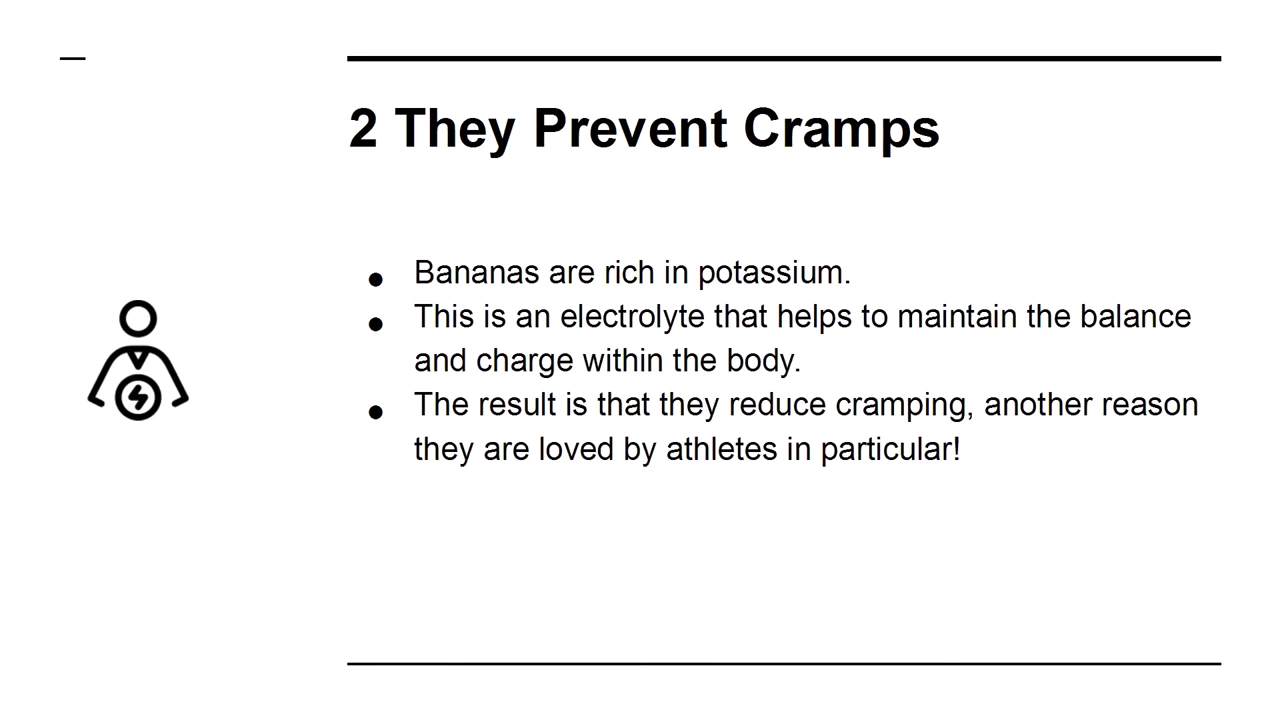 2 They Prevent Cramps
● Bananas are rich in potassium.
● This is an electrolyte that helps to maintain the balance
and charge within the body.
● The result is that they reduce cramping, another reason
they are loved by athletes in particular!